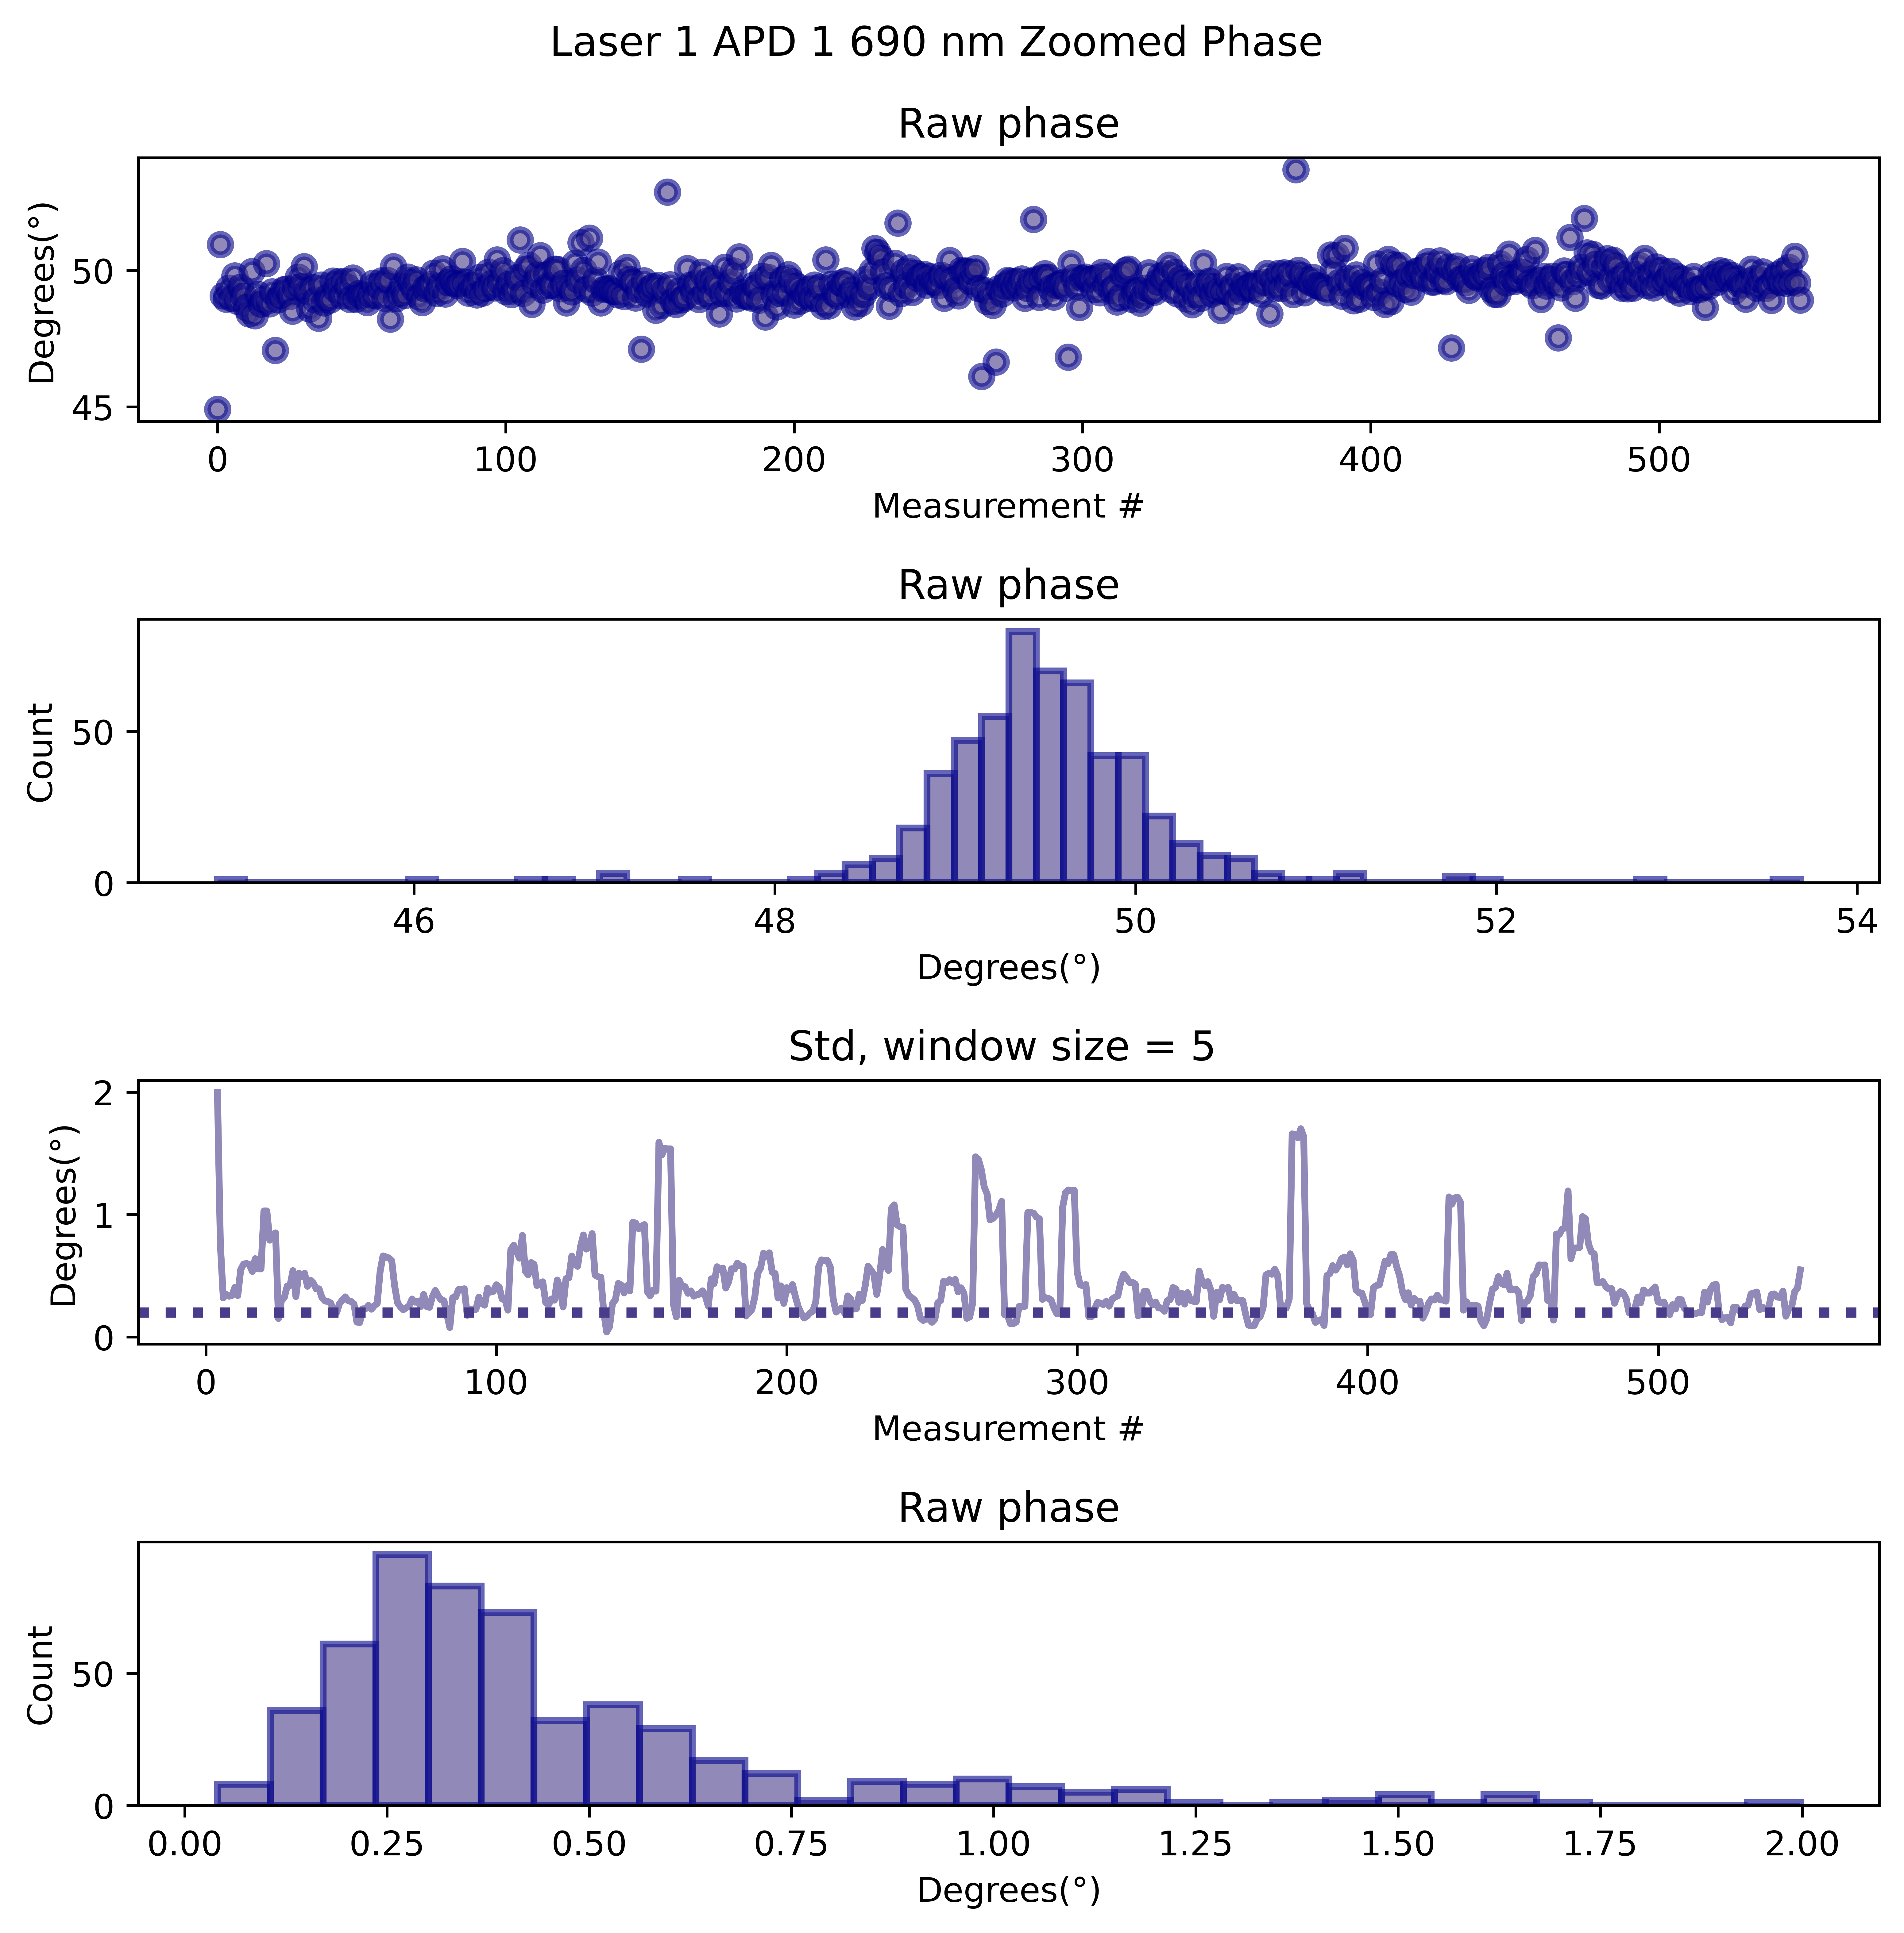 Laser 1 APD 1 690 nm Zoomed Phase
Raw phase
Degrees(°)
50
45
0 100 200 300 400 500
Measurement #
Raw phase
Count
50
0
46 48 50 52 54
Degrees(°)
Std, window size = 5
Degrees(°)
2
1
0
0 100 200 300 400 500
Measurement #
Raw phase
Count
50
0
0.00 0.25 0.50 0.75 1.00 1.25 1.50 1.75 2.00
Degrees(°)